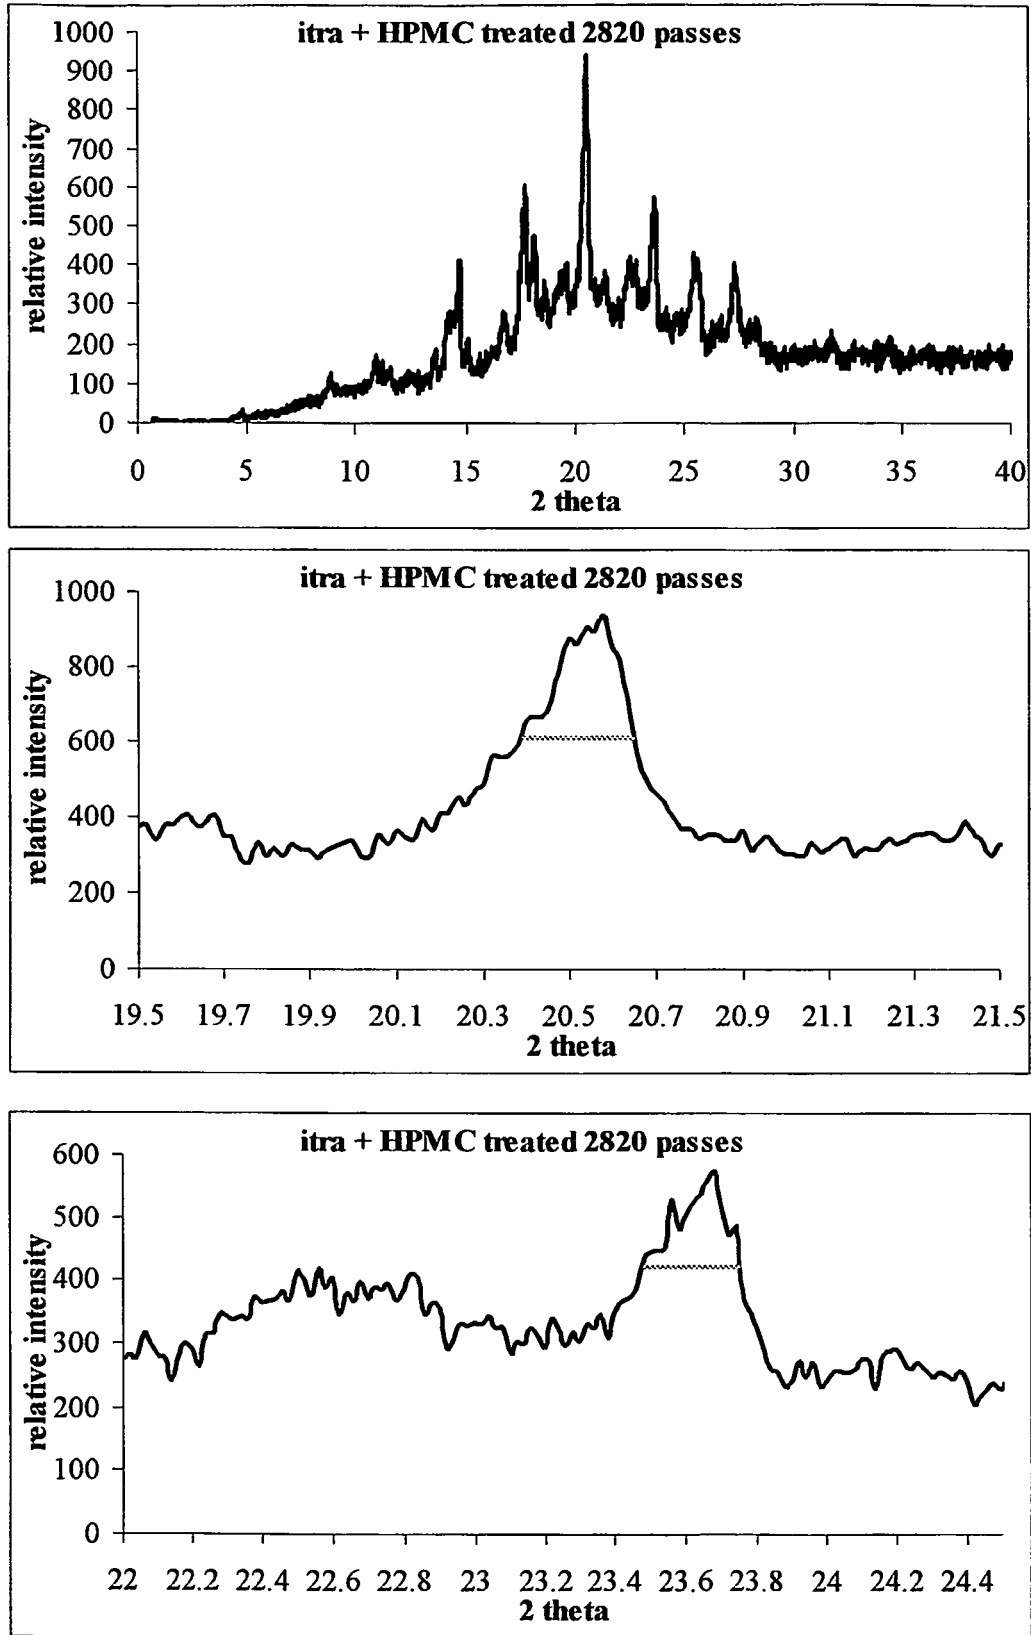 itra + HPMC treated 2820 passes
1000
900
800
700
600
500
400
300
200
100
0
relative intensity
0 5 10 15 20 25 30 35 40
2 theta
itra + HPMC treated 2820 passes
1000
800
600
400
200
0
relative intensity
19.5 19.7 19.9 20.1 20.3 20.5 20.7 20.9 21.1 21.3 21.5
2 theta
itra + HPMC treated 2820 passes
600
500
400
300
200
100
0
relative intensity
22 22.2 22.4 22.6 22.8 23 23.2 23.4 23.6 23.8 24 24.2 24.4
2 theta